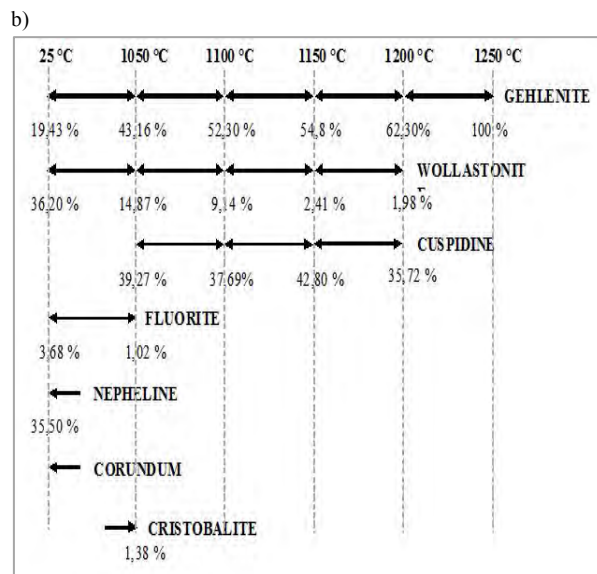 b)
25 °C 1050 °C 1100 °C 1150 °C 1200 °C 1250 °C
GEHLENITE
19,43 % 43,16 % 52,30 % 54,8 % 62,30% 100 %
WOLLASTONIT
36,20 % 14,87 % 9,14 % 2,41 % 1,98 %
CUSPIDINE
39,27 % 37,69% 42,80 % 35,72 %
FLUORITE
3,68 % 1,02 %
NEPHELINE
35,50 %
CORUNDUM
CRISTOBALITE
1,38 %